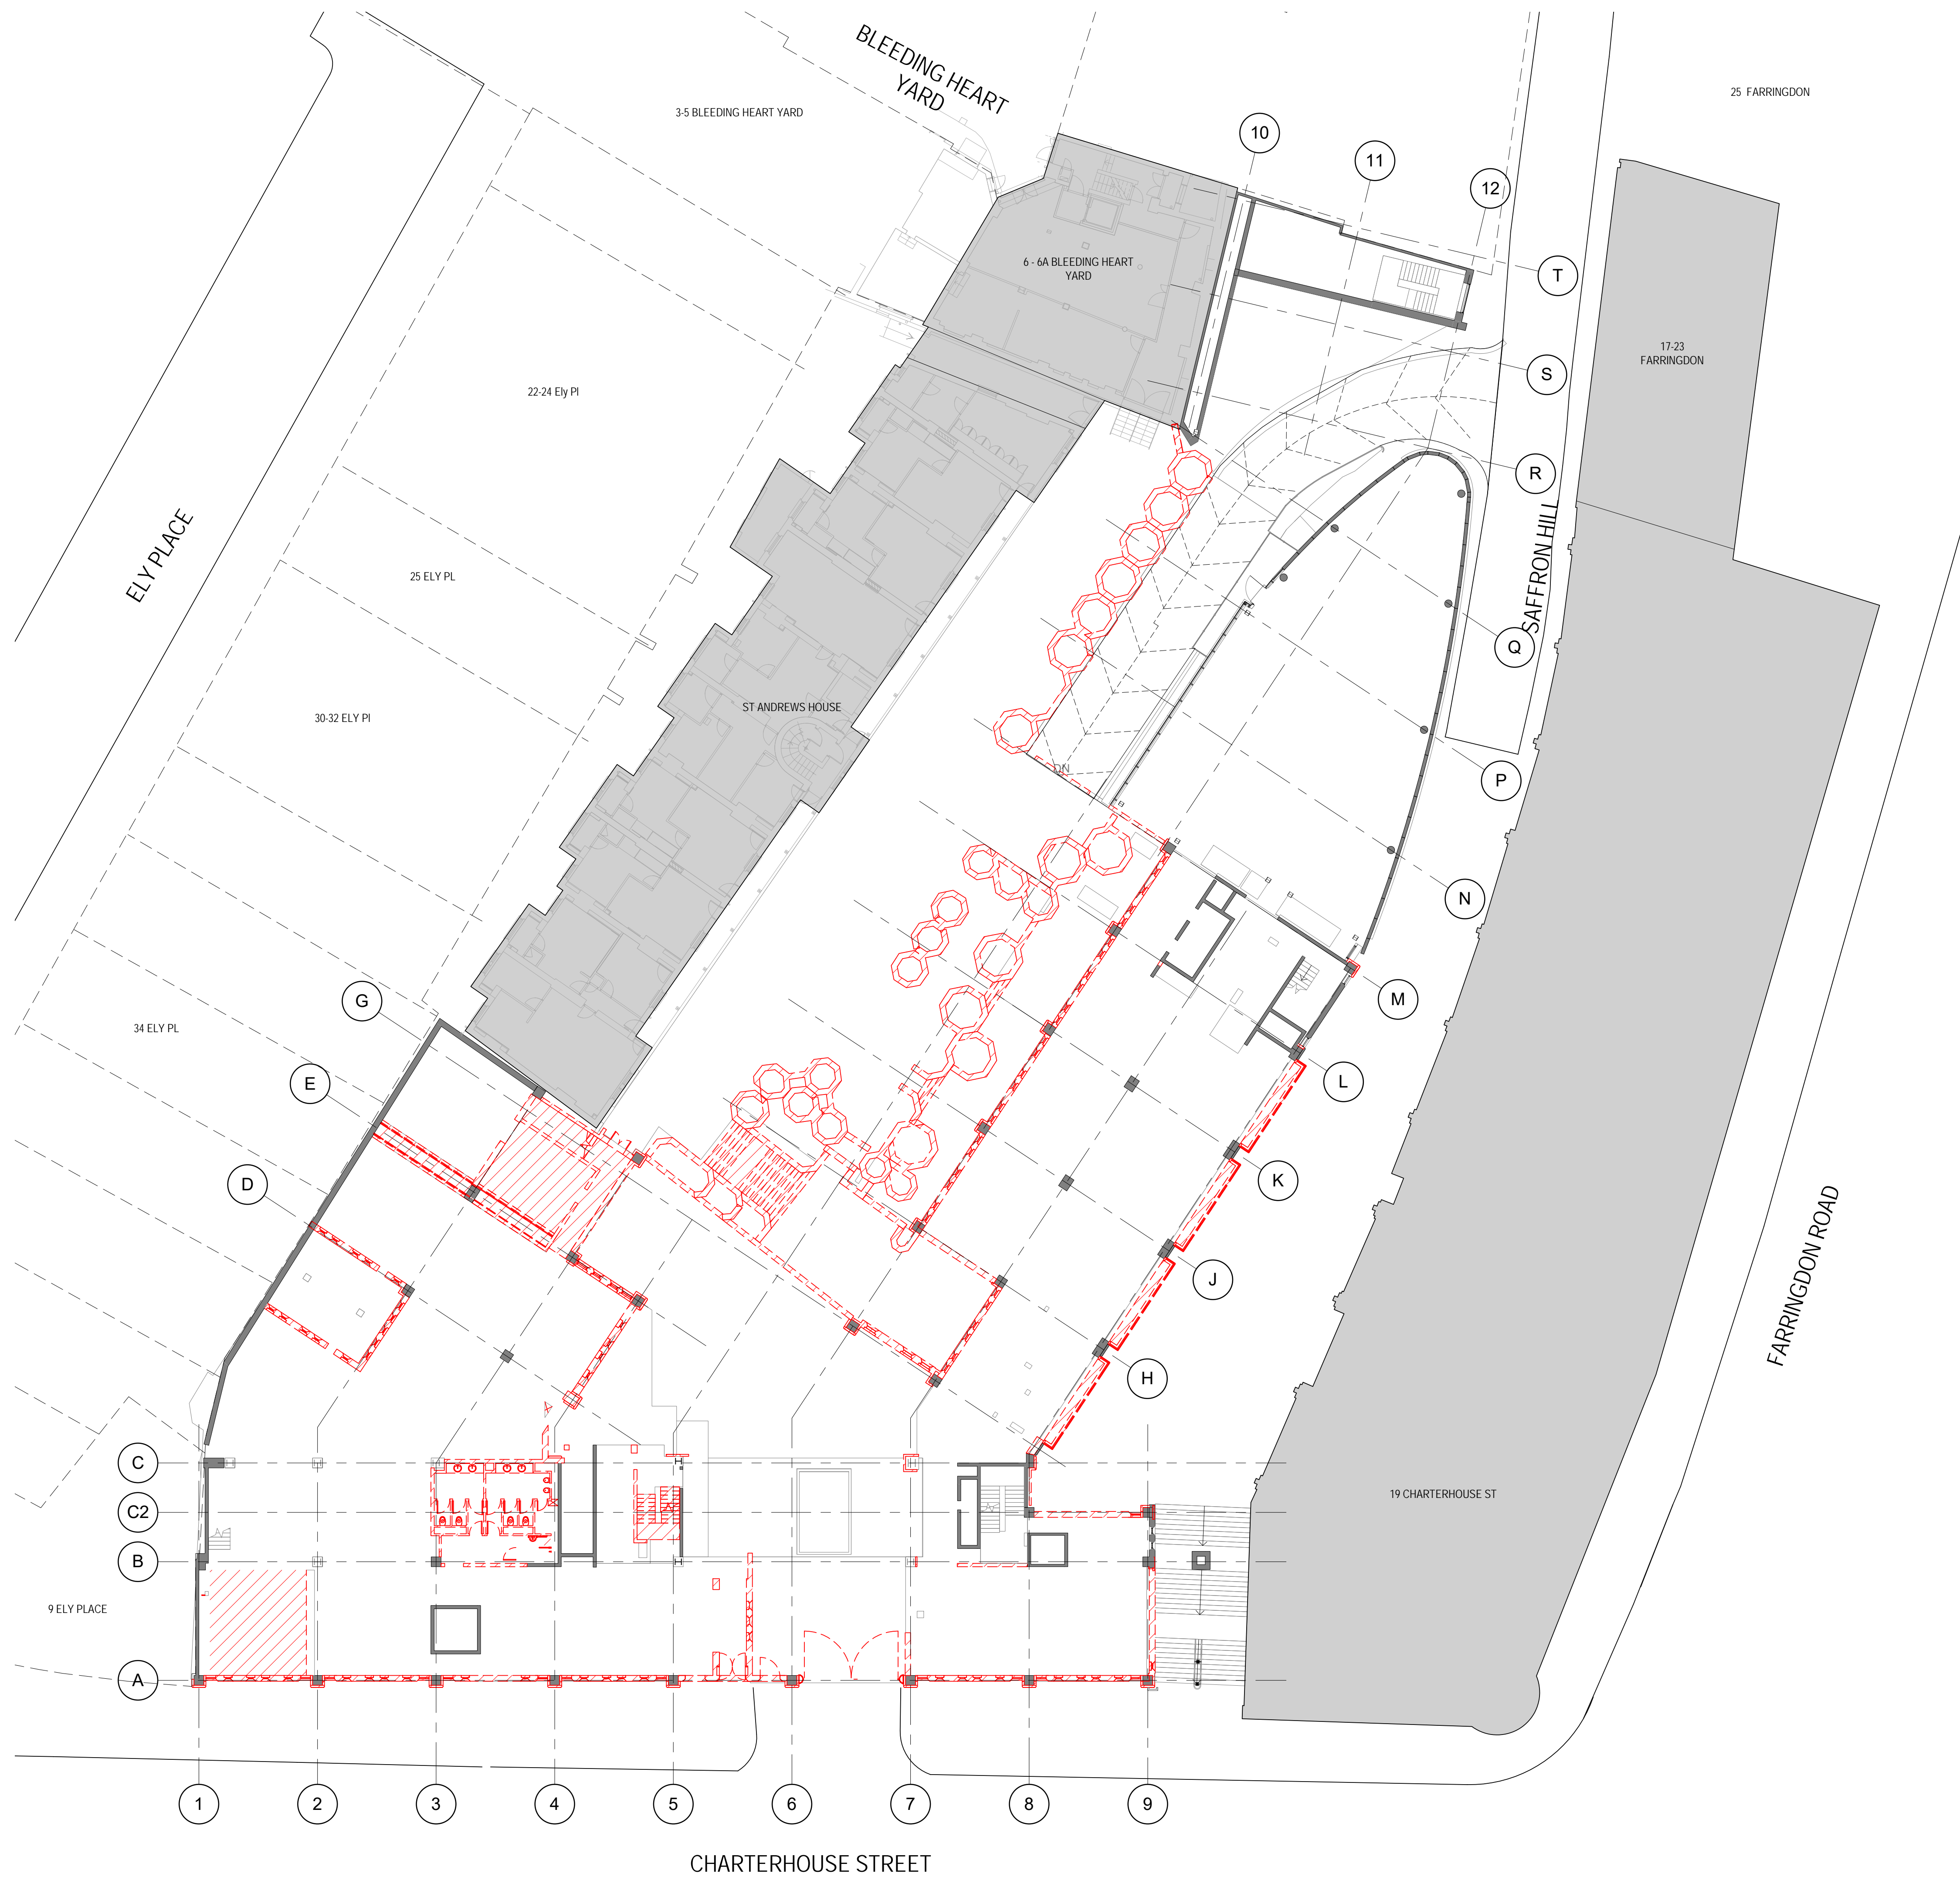 BLEEDING HEART
YARD
25 FARRINGDON
3-5 BLEEDING HEART YARD
10
11
12
6 - 6A BLEEDING HEART
YARD
T
17-23
FARRINGDON
S
22-24 Ely Pl
R
ELY PLACE
SAFFRON HILL
25 ELY PL
Q
30-32 ELY Pl
ST ANDREWS HOUSE
DN
P
N
G
M
34 ELY PL
E
L
D
K
FARRINGDON ROAD
J
H
C
19 CHARTERHOUSE ST
C2
B
9 ELY PLACE
A
1
2
3
4
5
6
7
8
9
CHARTERHOUSE STREET